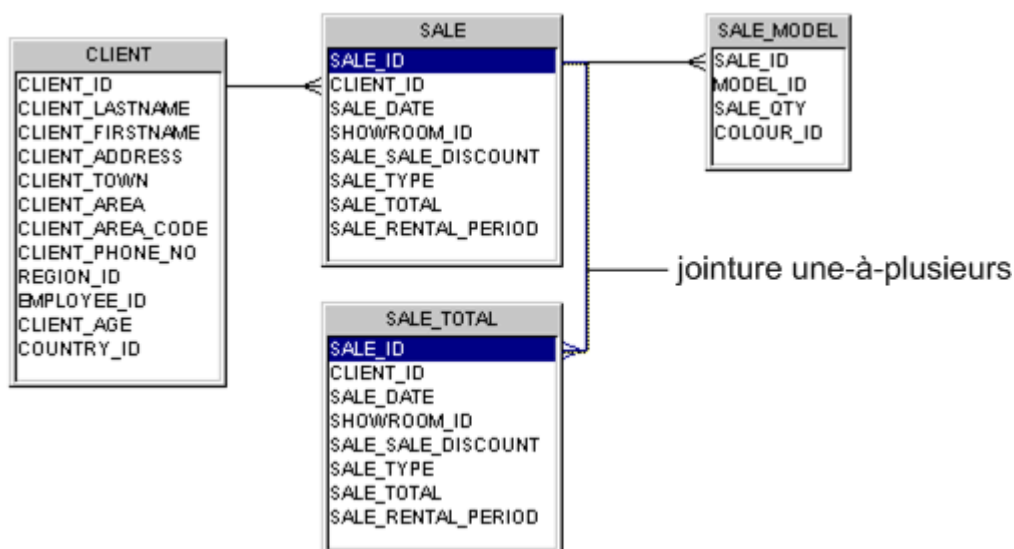 CLIENT
CLIENT_ID
CLIENT_LASTNAME
CLIENT_FIRSTNAME
CLIENT_ADDRESS
CLIENT_TOWN
CLIENT_AREA
CLIENT_AREA_CODE
CLIENT_PHONE_NO
REGION_ID
EMPLOYEE_ID
CLIENT_AGE
COUNTRY_ID
SALE
SALE_ID
CLIENT_ID
SALE_DATE
SHOWROOM_ID
SALE_SALE_DISCOUNT
SALE_TYPE
SALE_TOTAL
SALE_RENTAL_PERIOD
SALE_MODEL
SALE_ID
MODEL_ID
SALE_QTY
COLOUR_ID
jointure une-à-plusieurs
SALE_TOTAL
SALE_ID
CLIENT_ID
SALE_DATE
SHOWROOM_ID
SALE_SALE_DISCOUNT
SALE_TYPE
SALE_TOTAL
SALE_RENTAL_PERIOD